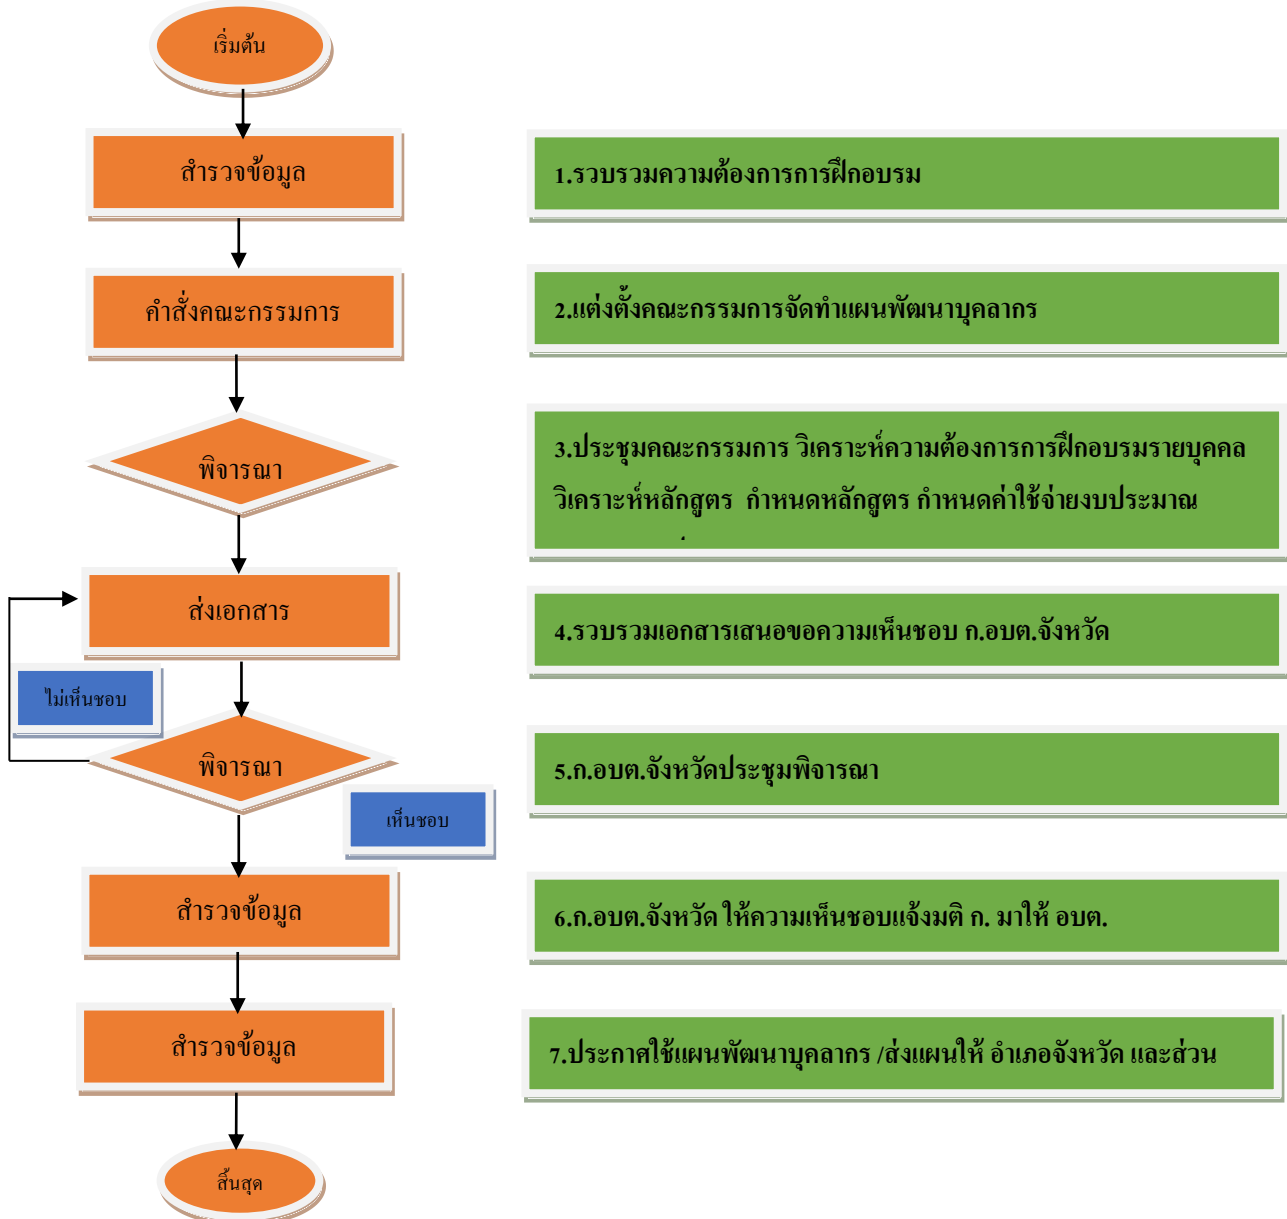 เริ่มต้น
สำรวจข้อมูล
1.รวบรวมความต้องการการฝึกอบรม
คำสั่งคณะกรรมการ
2.แต่งตั้งคณะกรรมการจัดทำแผนพัฒนาบุคลากร
พิจารณา
3.ประชุมคณะกรรมการ วิเคราะห์ความต้องการการฝึกอบรมรายบุคคล
วิเคราะห์หลักสูตร กำหนดหลักสูตร กำหนดค่าใช้จ่ายงบประมาณ
ส่งเอกสาร
4.รวบรวมเอกสารเสนอขอความเห็นชอบ ก.อบต.จังหวัด
ไม่เห็นชอบ
พิจารณา
5.ก.อบต.จังหวัดประชุมพิจารณา
เห็นชอบ
สำรวจข้อมูล
6.ก.อบต.จังหวัด ให้ความเห็นชอบแจ้งมติ ก. มาให้ อบต.
สำรวจข้อมูล
7.ประกาศใช้แผนพัฒนาบุคลากร /ส่งแผนให้ อำเภอจังหวัด และส่วน
สิ้นสุด